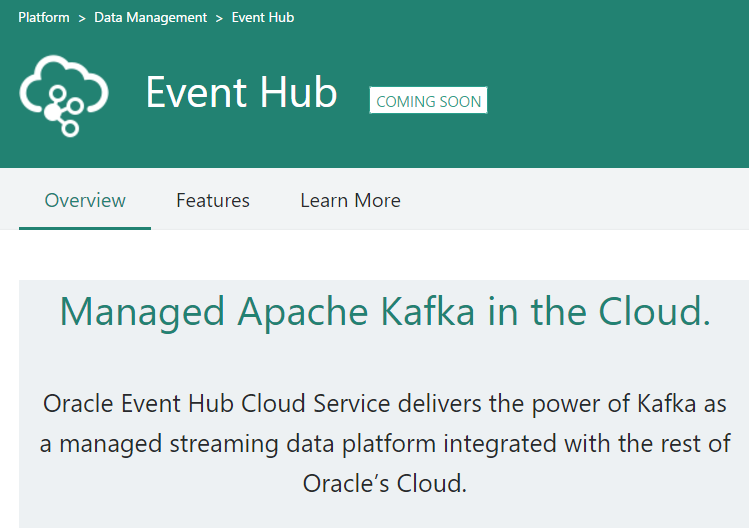 Platform > Data Management > Event Hub
Event Hub
COMING SOON
Overview Features Learn More
Managed Apache Kafka in the Cloud.
Oracle Event Hub Cloud Service delivers the power of Kafka as
a managed streaming data platform integrated with the rest of
Oracle’s Cloud.